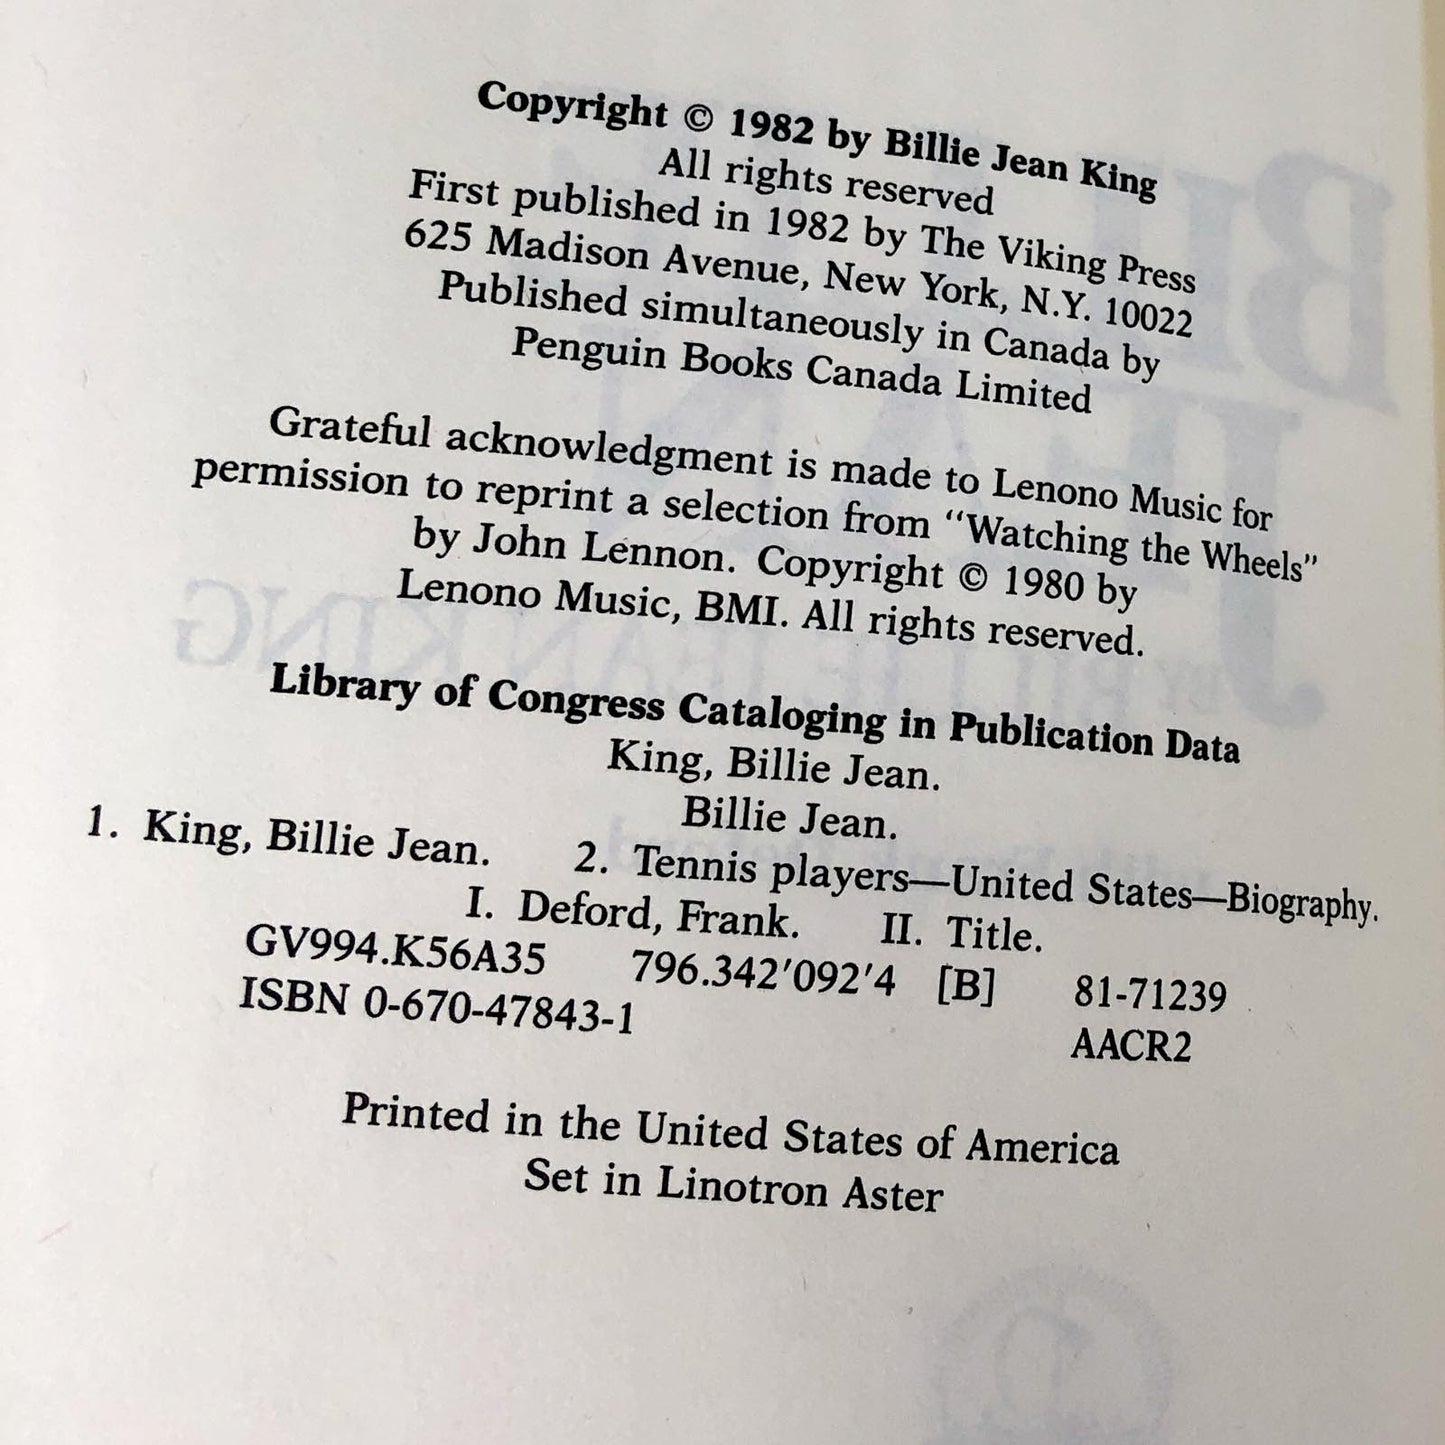 Copyright © 1982 by Billie Jean King
All rights reserved
First published in 1982 by The Viking Press
625 Madison Avenue, New York, N.Y. 10022
Published simultaneously in Canada by
Penguin Books Canada Limited
Grateful acknowledgment is made to Lenono Music for
permission to reprint a selection from “Watching the Wheels”
by John Lennon. Copyright © 1980 by
Lenono Music, BMI. All rights reserved.
Library of Congress Cataloging in Publication Data
King, Billie Jean.
Billie Jean.
1. King, Billie Jean. 2. Tennis players—United States—Biography.
I. Deford, Frank. II. Title.
GV994.K56A35 796.342′092′4 [B] 81-71239
ISBN 0-670-47843-1 AACR2
Printed in the United States of America
Set in Linotron Aster